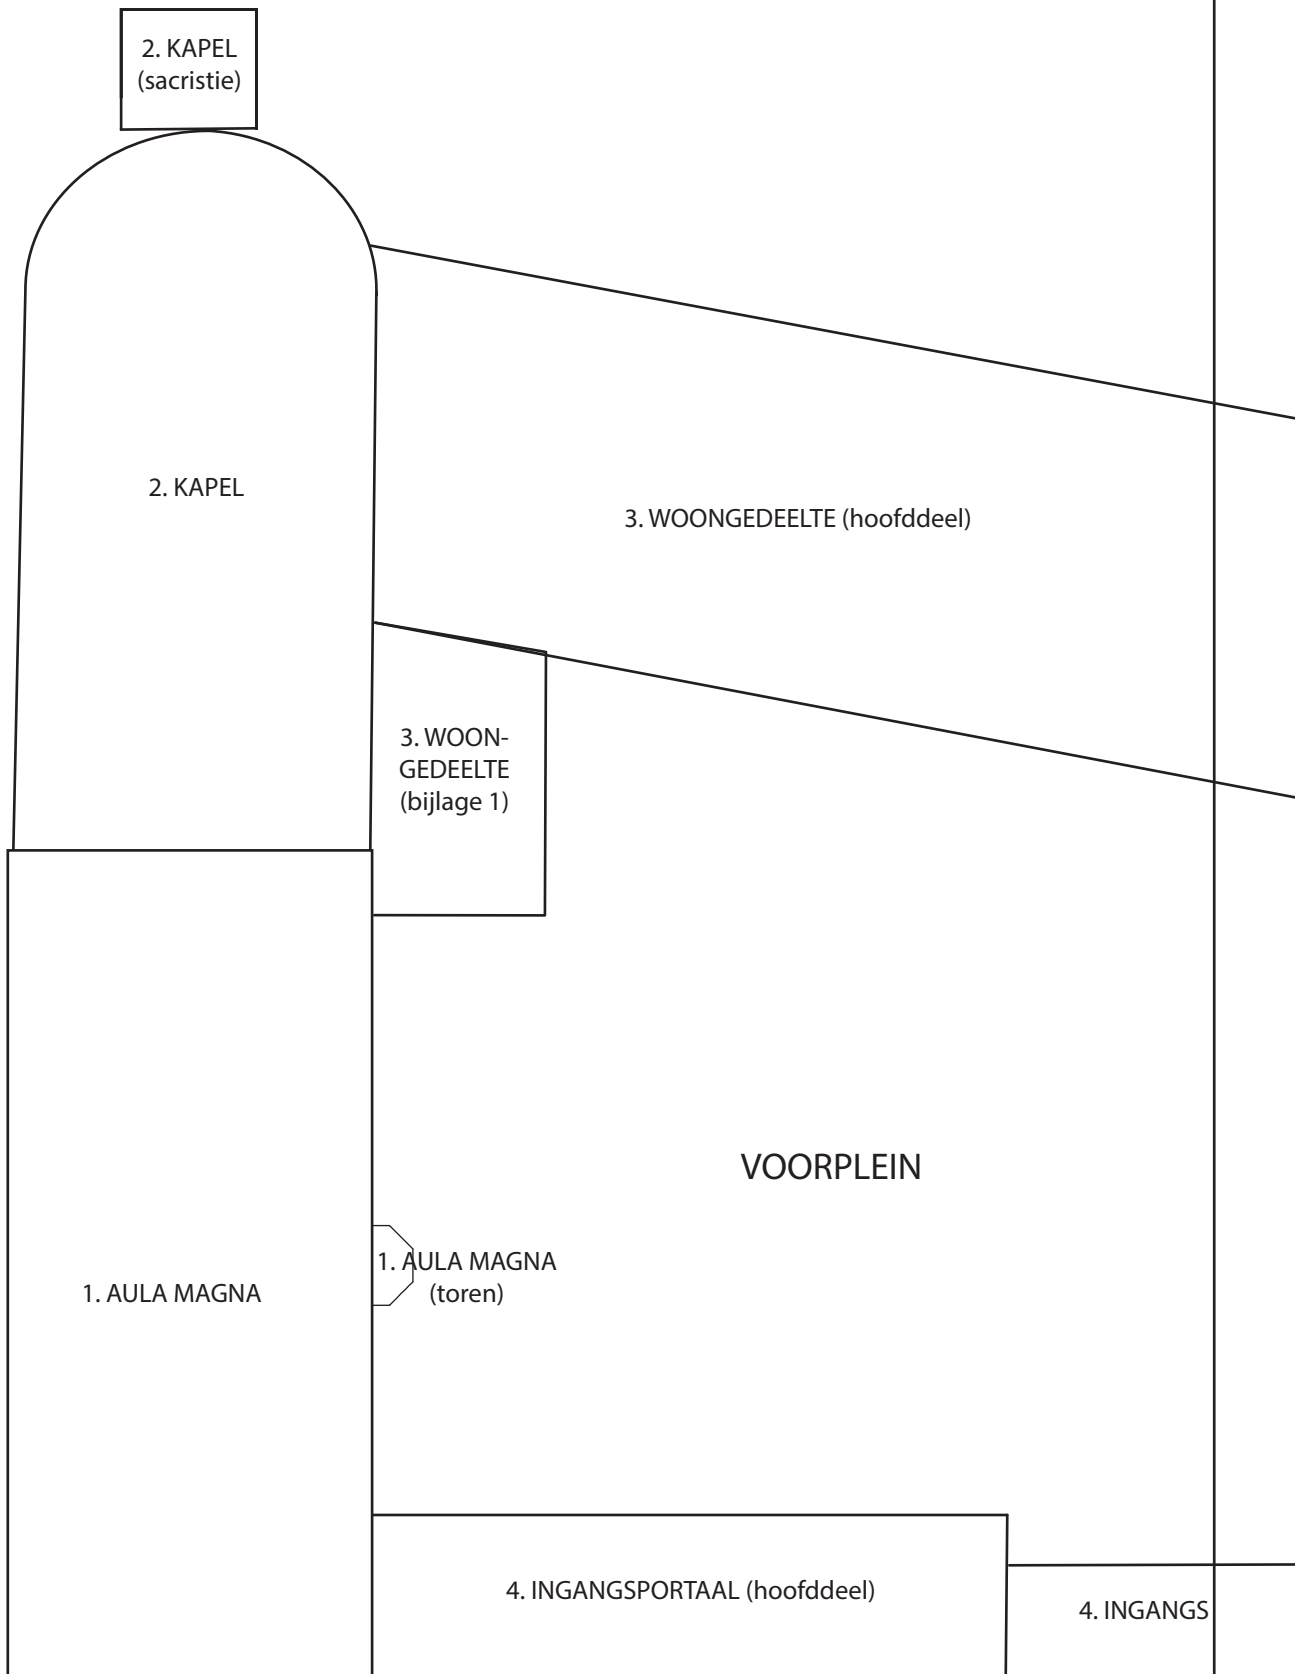 2. KAPEL
(sacristie)
2. KAPEL
3. WOONGEDEELTE (hoofddeel)
3. WOON-
GEDEELTE
(bijlage 1)
VOORPLEIN
1. AULA MAGNA
(toren)
1. AULA MAGNA
4. INGANGSPORTAAL (hoofddeel)
4. INGANGS